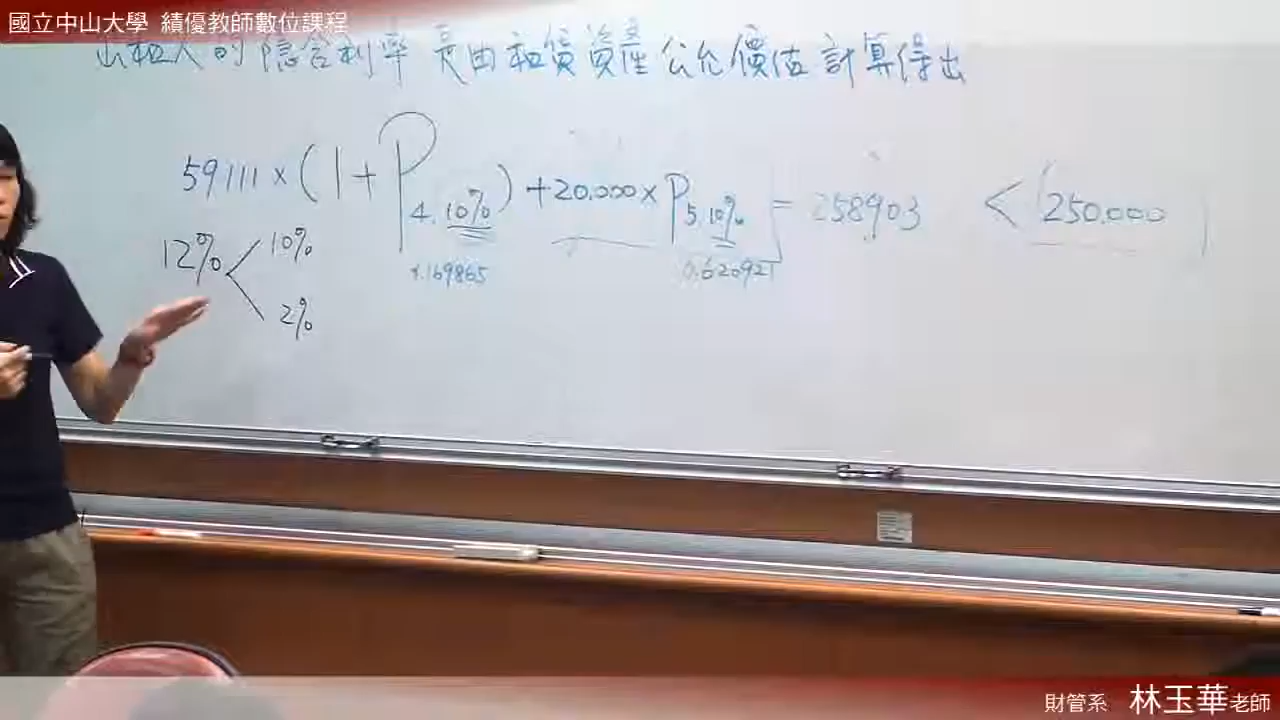 國立中山大學 績優教師數位課程
出租人的隱含利率 是由租賃資產公允價值計算得出
59111 × (1 + P4.10%) + 20.000 × P5.10% = 258903 < 250.000
12% < 10%
2%
4.169865 0.620921
財管系 林玉華老師